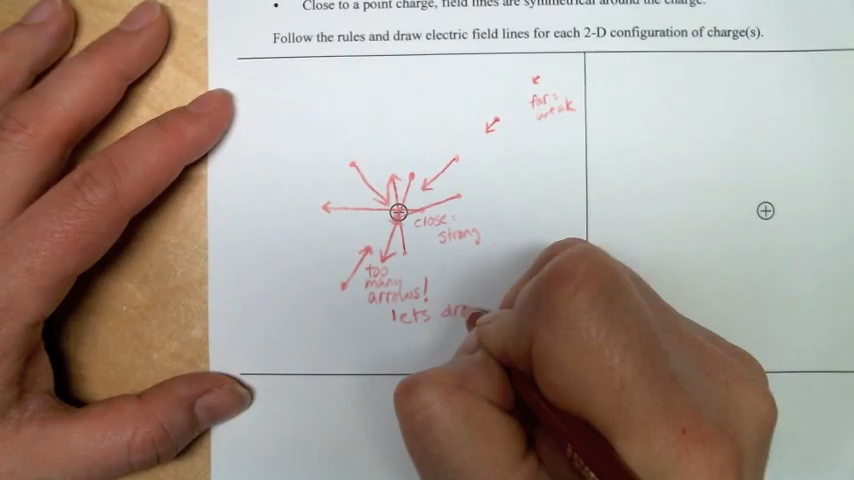 • Close to a point charge, field lines are symmetrical around the charge.
Follow the rules and draw electric field lines for each 2-D configuration of charge(s).
far=
weak
close=
strong
too
many
arrows!
lets dra